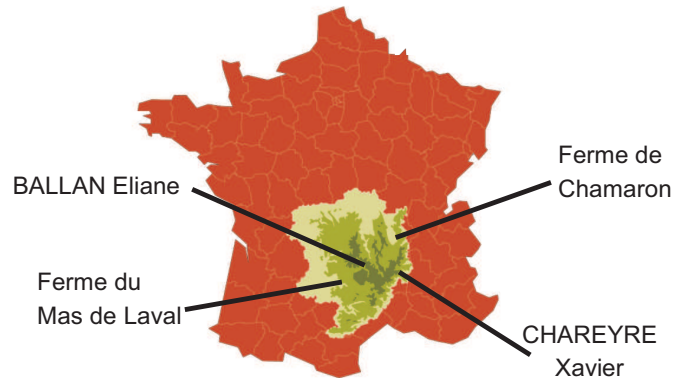 BALLAN Eliane
Ferme de
Chamaron
Ferme du
Mas de Laval
CHAREYRE
Xavier